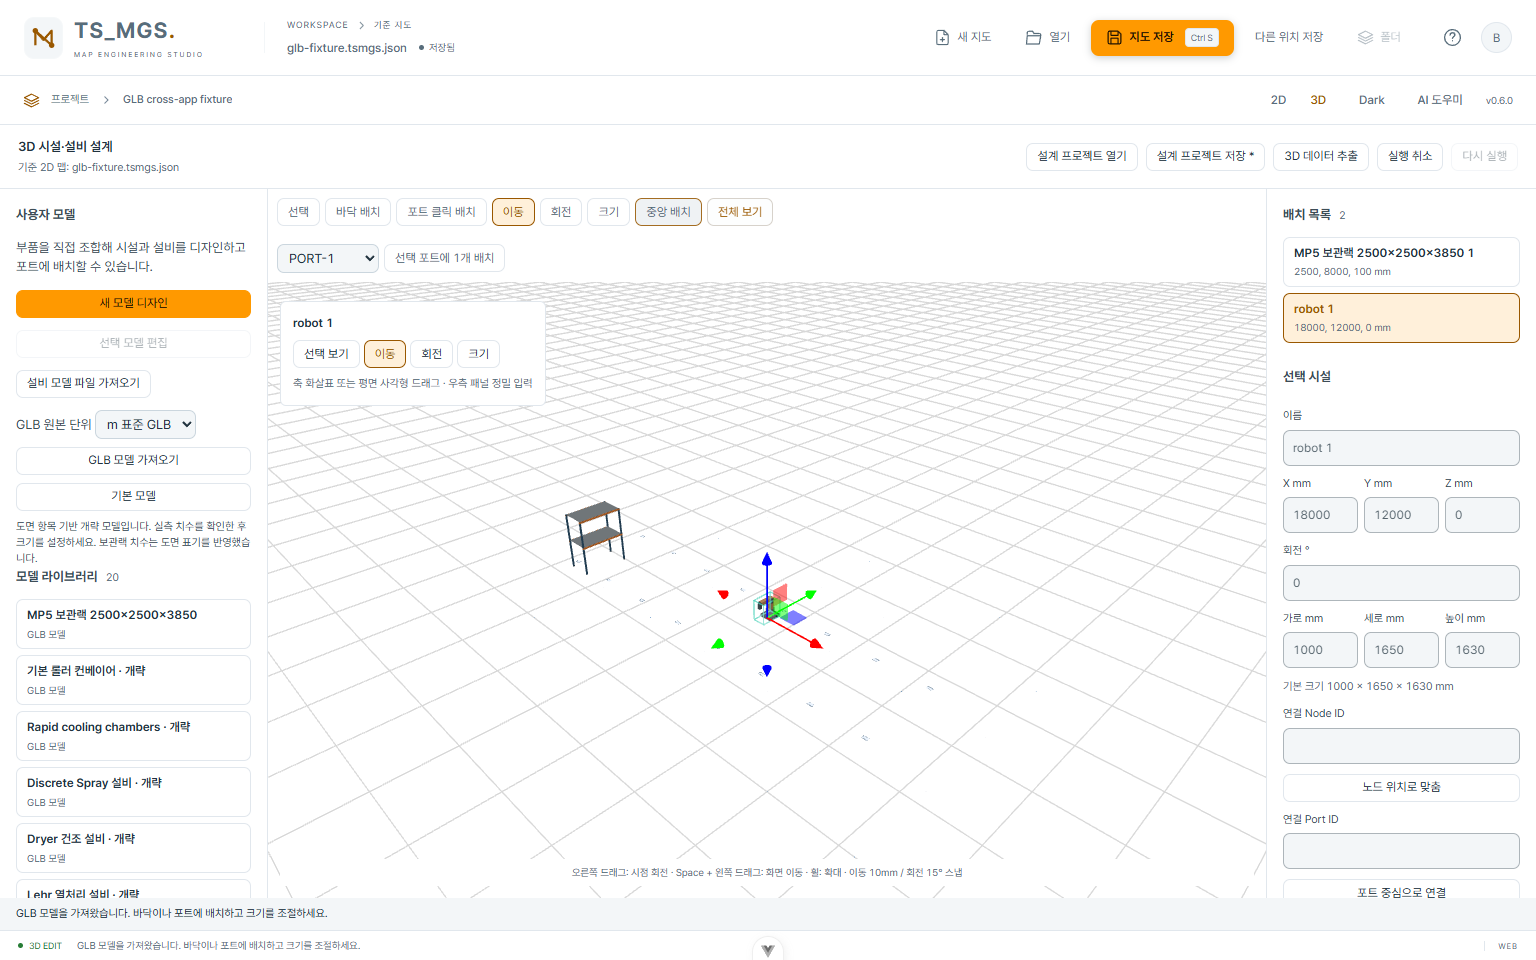 TS_MGS.
MAP ENGINEERING STUDIO
WORKSPACE > 기준 지도
glb-fixture.tsmgs.json • 저장됨
새 지도
열기
지도 저장 Ctrl S
다른 위치 저장
폴더
B
프로젝트 > GLB cross-app fixture
2D
3D
Dark
AI 도우미
v0.6.0
3D 시설·설비 설계
기준 2D 맵: glb-fixture.tsmgs.json
설계 프로젝트 열기
설계 프로젝트 저장 *
3D 데이터 추출
실행 취소
다시 실행
사용자 모델
부품을 직접 조합해 시설과 설비를 디자인하고
포트에 배치할 수 있습니다.
새 모델 디자인
선택 모델 편집
설비 모델 파일 가져오기
GLB 원본 단위 m 표준 GLB
GLB 모델 가져오기
기본 모델
도면 항목 기반 개략 모델입니다. 실측 치수를 확인한 후
크기를 설정하세요. 보관랙 치수는 도면 표기를 반영했습
니다.
모델 라이브러리 20
MP5 보관랙 2500×2500×3850
GLB 모델
기본 롤러 컨베이어 · 개략
GLB 모델
Rapid cooling chambers · 개략
GLB 모델
Discrete Spray 설비 · 개략
GLB 모델
Dryer 건조 설비 · 개략
GLB 모델
Lehr 열처리 설비 · 개략
선택
바닥 배치
포트 클릭 배치
이동
회전
크기
중앙 배치
전체 보기
PORT-1
선택 포트에 1개 배치
robot 1
선택 보기
이동
회전
크기
축 화살표 또는 평면 사각형 드래그 · 우측 패널 정밀 입력
오른쪽 드래그: 시점 회전 · Space + 왼쪽 드래그: 화면 이동 · 휠: 확대 · 이동 10mm / 회전 15° 스냅
배치 목록 2
MP5 보관랙 2500×2500×3850 1
2500, 8000, 100 mm
robot 1
18000, 12000, 0 mm
선택 시설
이름
robot 1
X mm Y mm Z mm
18000 12000 0
회전 °
0
가로 mm 세로 mm 높이 mm
1000 1650 1630
기본 크기 1000 × 1650 × 1630 mm
연결 Node ID
노드 위치로 맞춤
연결 Port ID
포트 중심으로 연결
GLB 모델을 가져왔습니다. 바닥이나 포트에 배치하고 크기를 조절하세요.
3D EDIT GLB 모델을 가져왔습니다. 바닥이나 포트에 배치하고 크기를 조절하세요.
WEB